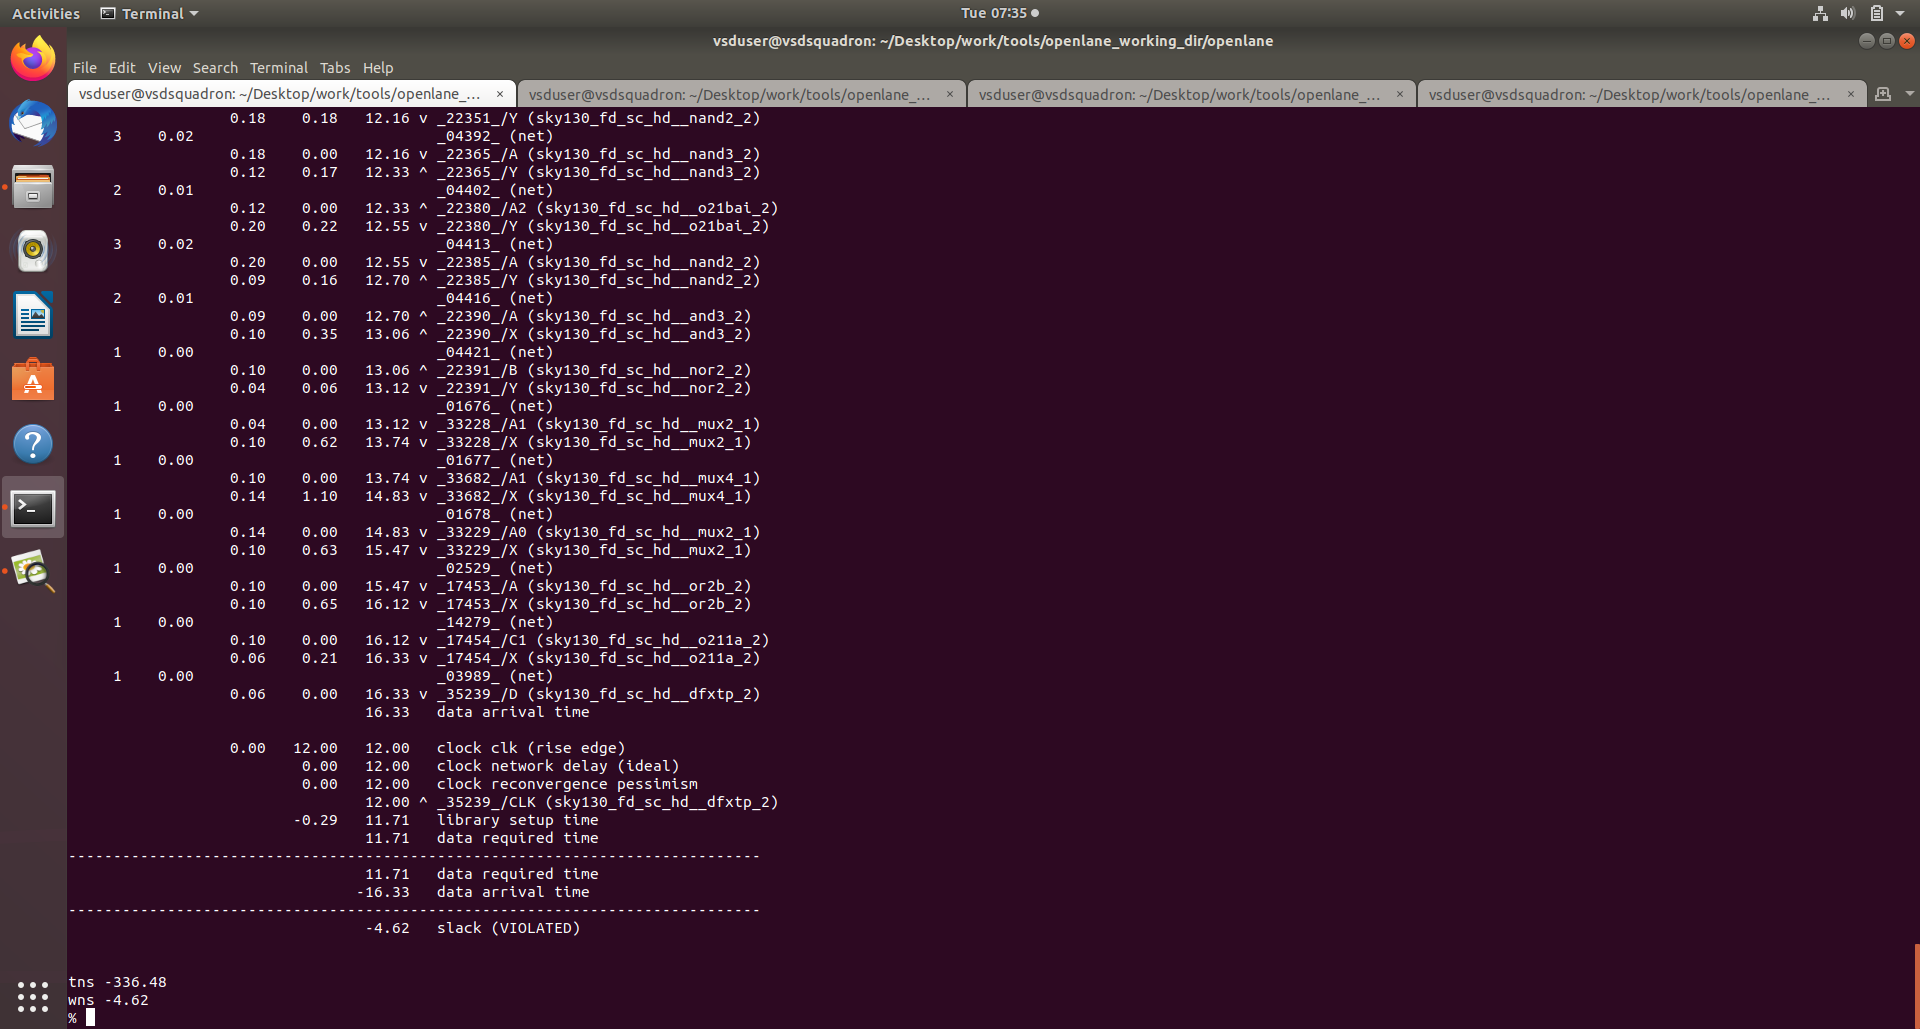 Activities Terminal Tue 07:35
vsduser@vsdsquadron: ~/Desktop/work/tools/openlane_working_dir/openlane
File Edit View Search Terminal Tabs Help
vsduser@vsdsquadron: ~/Desktop/work/tools/openlane_... × vsduser@vsdsquadron: ~/Desktop/work/tools/openlane_... × vsduser@vsdsquadron: ~/Desktop/work/tools/openlane_... × vsduser@vsdsquadron: ~/Desktop/work/tools/openlane_... ×
0.18 0.18 12.16 v _22351_/Y (sky130_fd_sc_hd__nand2_2)
3 0.02 _04392_ (net)
0.18 0.00 12.16 v _22365_/A (sky130_fd_sc_hd__nand3_2)
0.12 0.17 12.33 ^ _22365_/Y (sky130_fd_sc_hd__nand3_2)
2 0.01 _04402_ (net)
0.12 0.00 12.33 ^ _22380_/A2 (sky130_fd_sc_hd__o21bai_2)
0.20 0.22 12.55 v _22380_/Y (sky130_fd_sc_hd__o21bai_2)
3 0.02 _04413_ (net)
0.20 0.00 12.55 v _22385_/A (sky130_fd_sc_hd__nand2_2)
0.09 0.16 12.70 ^ _22385_/Y (sky130_fd_sc_hd__nand2_2)
2 0.01 _04416_ (net)
0.09 0.00 12.70 ^ _22390_/A (sky130_fd_sc_hd__and3_2)
0.10 0.35 13.06 ^ _22390_/X (sky130_fd_sc_hd__and3_2)
1 0.00 _04421_ (net)
0.10 0.00 13.06 ^ _22391_/B (sky130_fd_sc_hd__nor2_2)
0.04 0.06 13.12 v _22391_/Y (sky130_fd_sc_hd__nor2_2)
1 0.00 _01676_ (net)
0.04 0.00 13.12 v _33228_/A1 (sky130_fd_sc_hd__mux2_1)
0.10 0.62 13.74 v _33228_/X (sky130_fd_sc_hd__mux2_1)
1 0.00 _01677_ (net)
0.10 0.00 13.74 v _33682_/A1 (sky130_fd_sc_hd__mux4_1)
0.14 1.10 14.83 v _33682_/X (sky130_fd_sc_hd__mux4_1)
1 0.00 _01678_ (net)
0.14 0.00 14.83 v _33229_/A0 (sky130_fd_sc_hd__mux2_1)
0.10 0.63 15.47 v _33229_/X (sky130_fd_sc_hd__mux2_1)
1 0.00 _02529_ (net)
0.10 0.00 15.47 v _17453_/A (sky130_fd_sc_hd__or2b_2)
0.10 0.65 16.12 v _17453_/X (sky130_fd_sc_hd__or2b_2)
1 0.00 _14279_ (net)
0.10 0.00 16.12 v _17454_/C1 (sky130_fd_sc_hd__o211a_2)
0.06 0.21 16.33 v _17454_/X (sky130_fd_sc_hd__o211a_2)
1 0.00 _03989_ (net)
0.06 0.00 16.33 v _35239_/D (sky130_fd_sc_hd__dfxtp_2)
16.33 data arrival time
0.00 12.00 12.00 clock clk (rise edge)
0.00 12.00 clock network delay (ideal)
0.00 12.00 clock reconvergence pessimism
12.00 ^ _35239_/CLK (sky130_fd_sc_hd__dfxtp_2)
-0.29 11.71 library setup time
11.71 data required time
-----------------------------------------------------------------------------
11.71 data required time
-16.33 data arrival time
-----------------------------------------------------------------------------
-4.62 slack (VIOLATED)
tns -336.48
wns -4.62
%